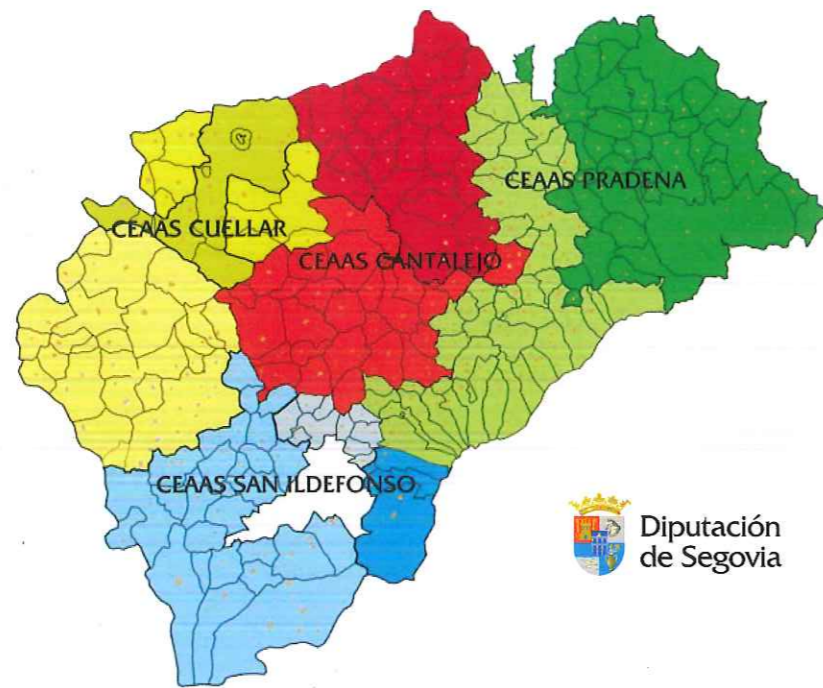 CEAAS PRADENA
CEAAS CUELLAR
CEAAS CANTALEJO
CEAAS SAN ILDEFONSO
Diputación
de Segovia